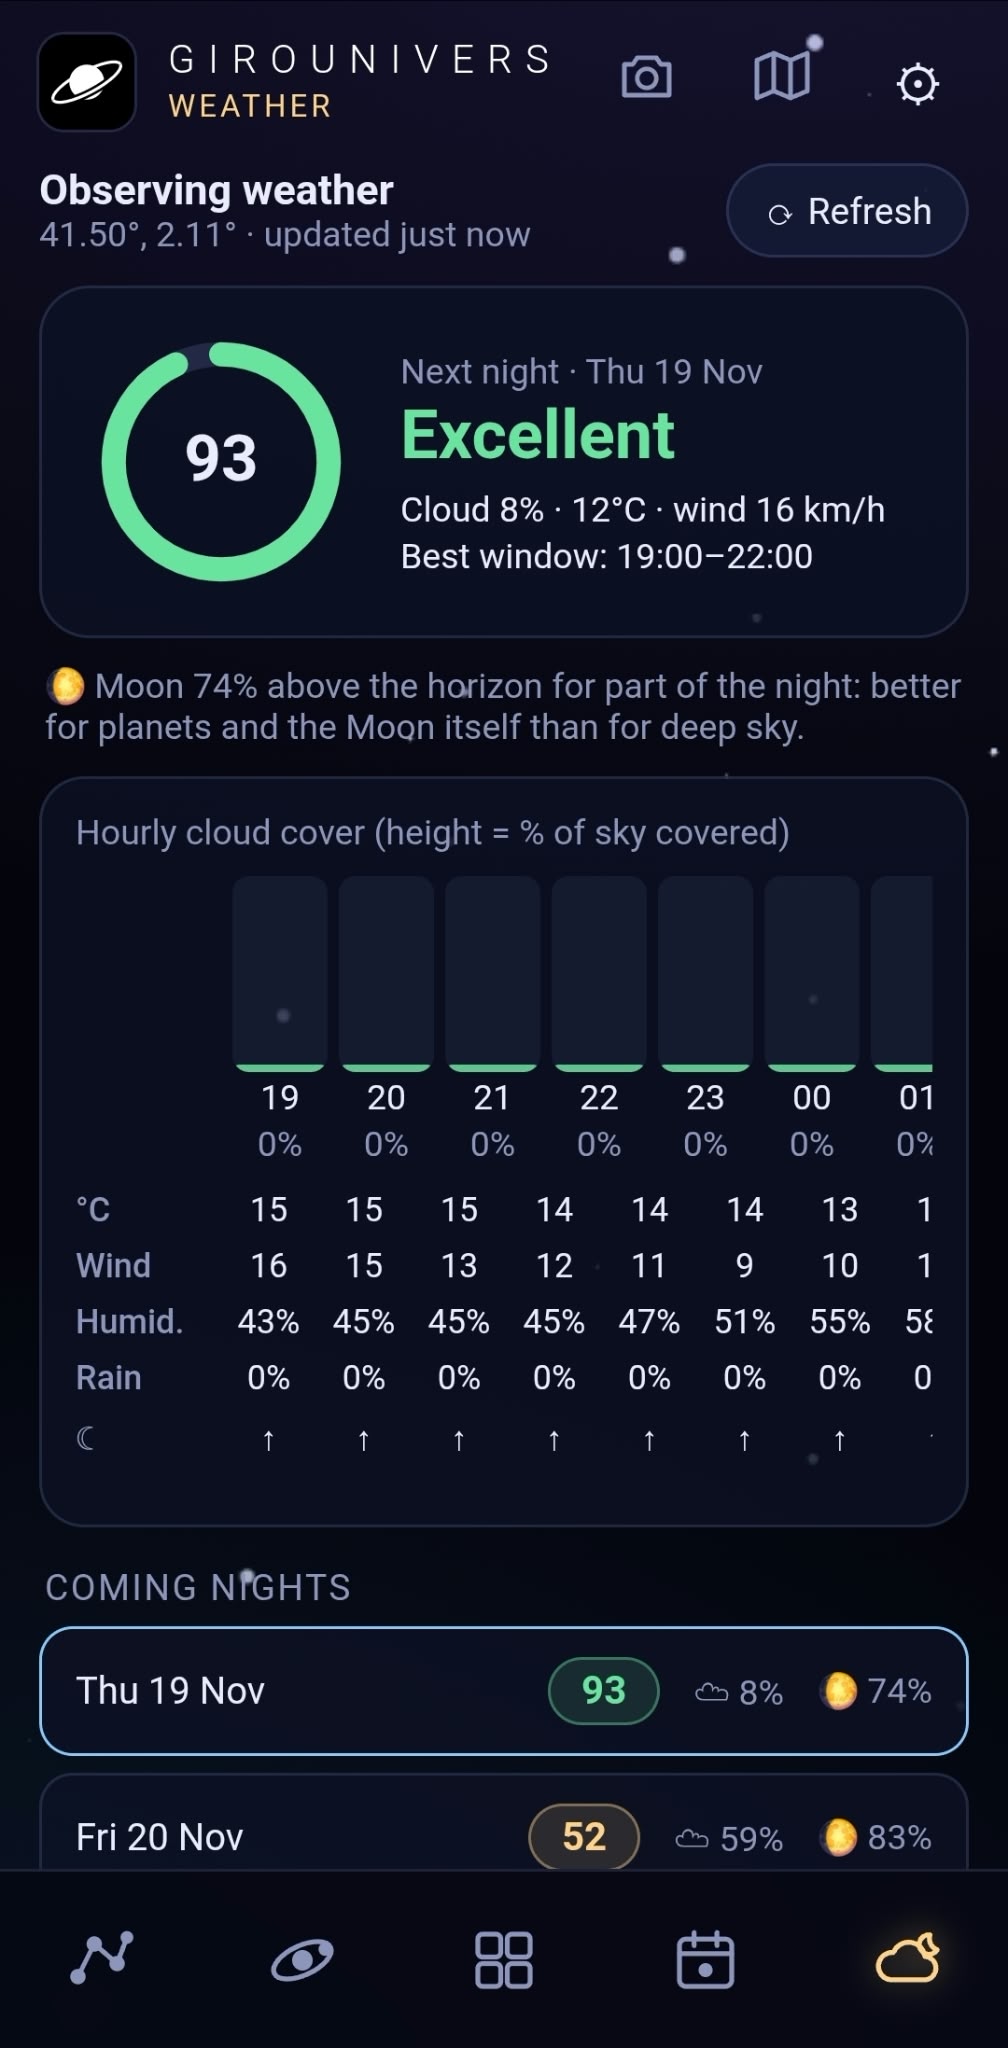 GIROUNIVERS
WEATHER
Observing weather
41.50°, 2.11° · updated just now
⟳ Refresh
93
Next night · Thu 19 Nov
Excellent
Cloud 8% · 12°C · wind 16 km/h
Best window: 19:00–22:00
Moon 74% above the horizon for part of the night: better
for planets and the Moon itself than for deep sky.
Hourly cloud cover (height = % of sky covered)
19 20 21 22 23 00 01
0% 0% 0% 0% 0% 0% 0%
°C 15 15 15 14 14 14 13 1
Wind 16 15 13 12 11 9 10 1
Humid. 43% 45% 45% 45% 47% 51% 55% 58
Rain 0% 0% 0% 0% 0% 0% 0% 0
☾ ↑ ↑ ↑ ↑ ↑ ↑ ↑
COMING NIGHTS
Thu 19 Nov 93 8% 74%
Fri 20 Nov 52 59% 83%